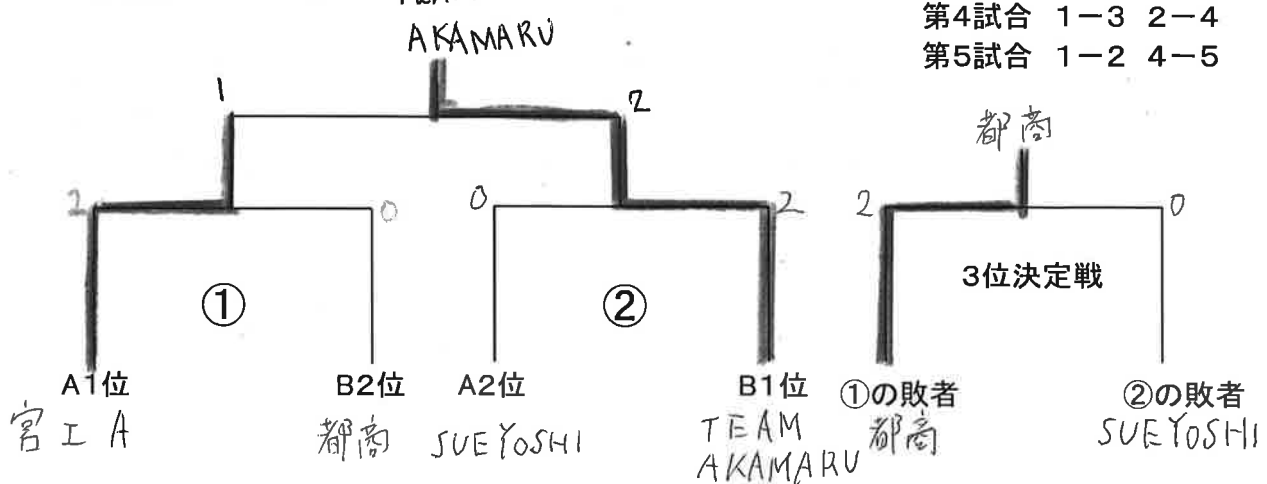 AKAMARU
第4試合 1-3 2-4
第5試合 1-2 4-5
都商
1 2
2 0 0 2 2 0
3位決定戦
① ②
A1位 B2位 A2位 B1位 ①の敗者 ②の敗者
宮工A 都商 SUEYOSHI TEAM 都商 SUEYOSHI
AKAMARU